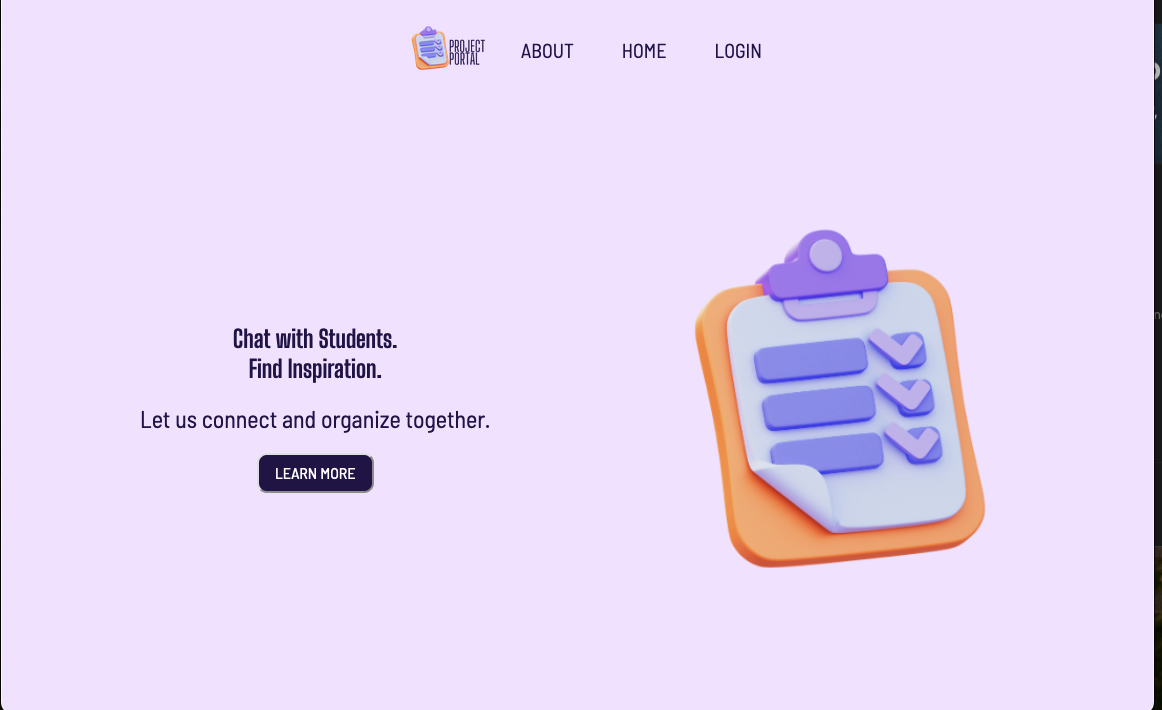 PROJECT
PORTAL
ABOUT HOME LOGIN
Chat with Students.
Find Inspiration.
Let us connect and organize together.
LEARN MORE